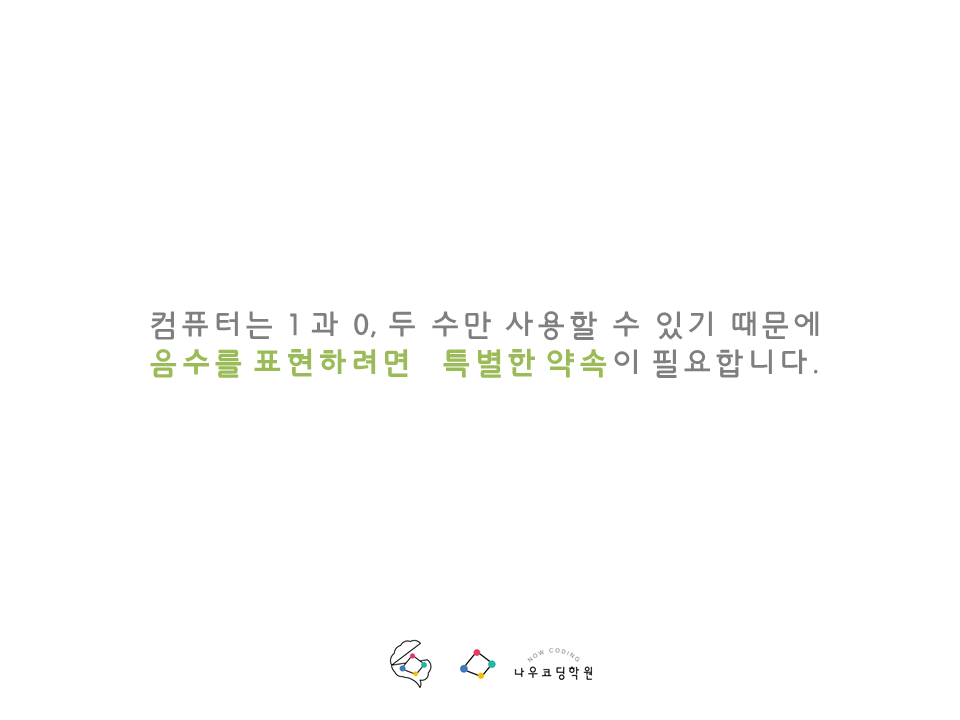 컴퓨터는 1과 0, 두 수만 사용할 수 있기 때문에
음수를 표현하려면 특별한 약속이 필요합니다.
NOW CODING
나우코딩학원